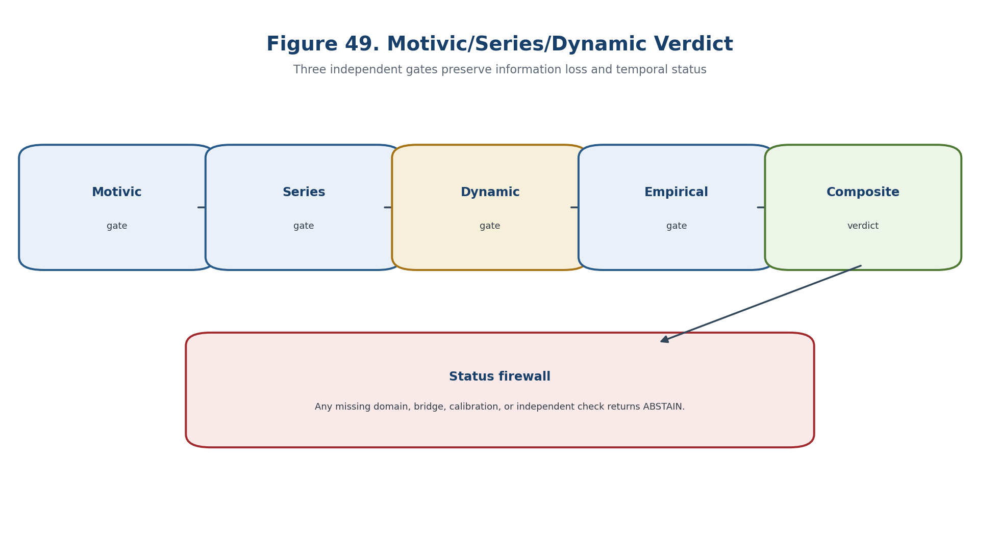 Figure 49. Motivic/Series/Dynamic Verdict
Three independent gates preserve information loss and temporal status
Motivic
gate
Series
gate
Dynamic
gate
Empirical
gate
Composite
verdict
Status firewall
Any missing domain, bridge, calibration, or independent check returns ABSTAIN.